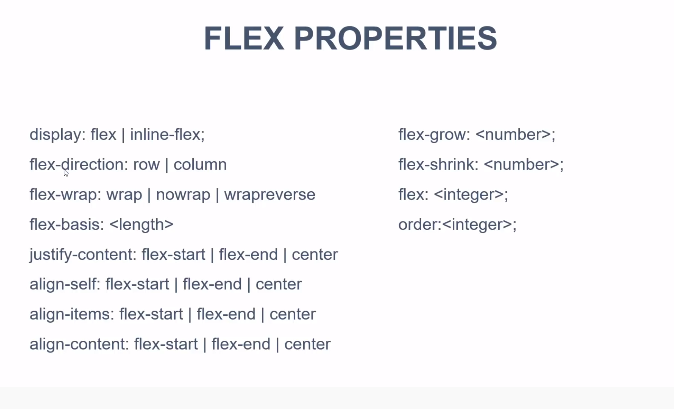 FLEX PROPERTIES
display: flex | inline-flex;
flex-direction: row | column
flex-wrap: wrap | nowrap | wrapreverse
flex-basis: <length>
justify-content: flex-start | flex-end | center
align-self: flex-start | flex-end | center
align-items: flex-start | flex-end | center
align-content: flex-start | flex-end | center
flex-grow: <number>;
flex-shrink: <number>;
flex: <integer>;
order:<integer>;